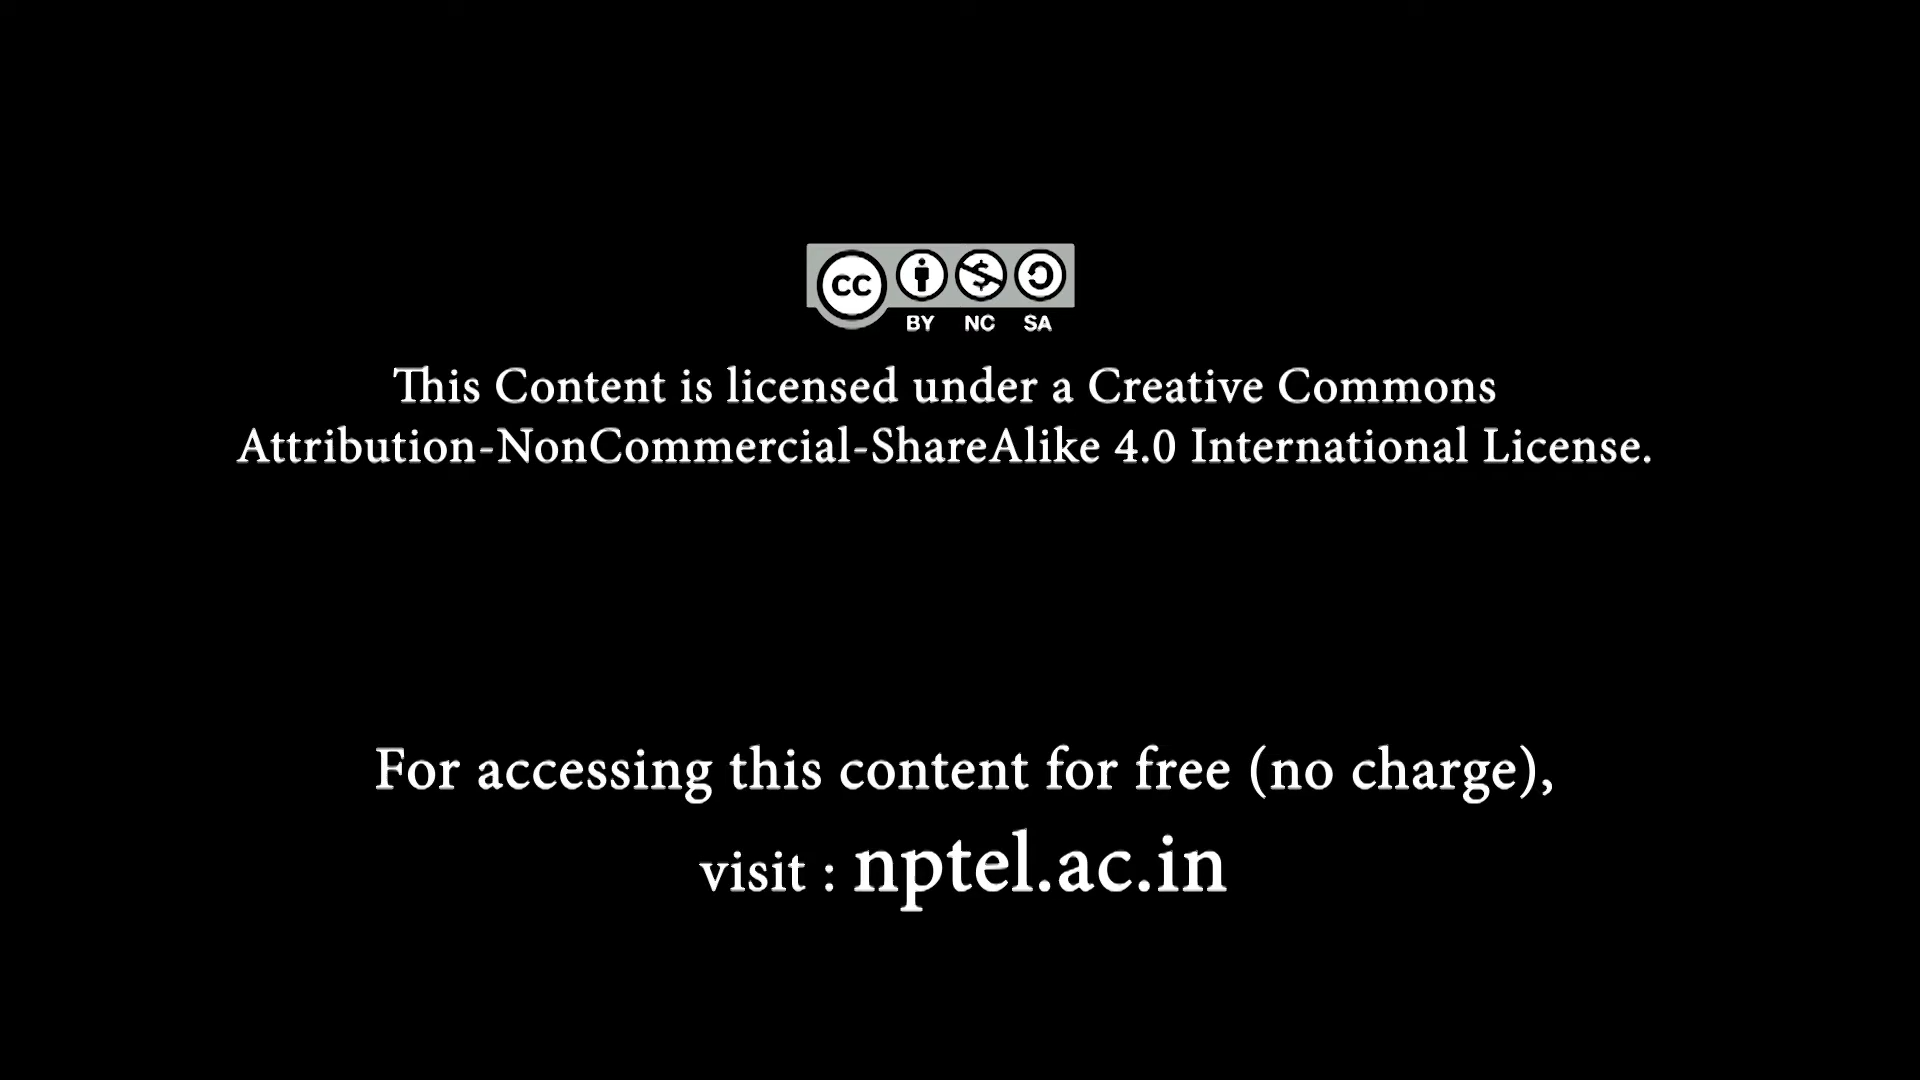 CC
BY NC SA
This Content is licensed under a Creative Commons
Attribution-NonCommercial-ShareAlike 4.0 International License.
For accessing this content for free (no charge),
visit : nptel.ac.in